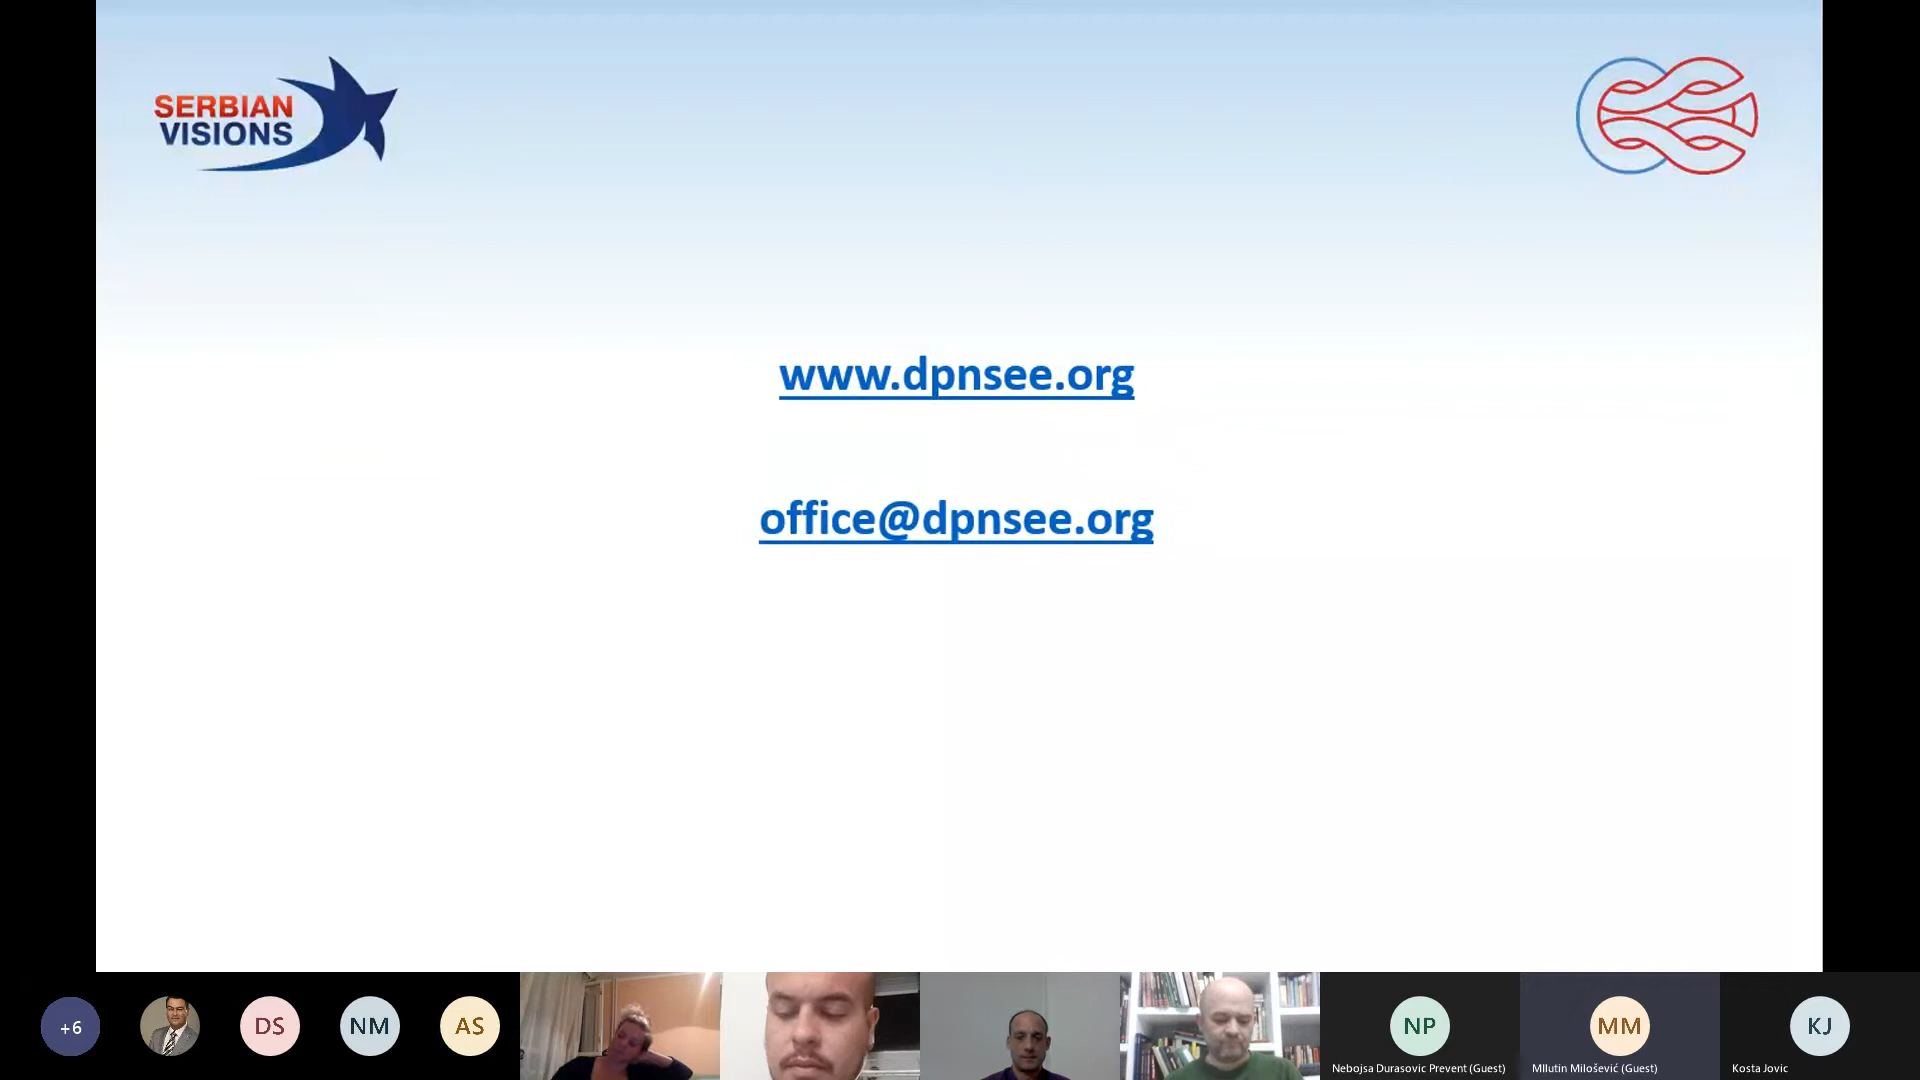 SERBIAN
VISIONS
www.dpnsee.org
office@dpnsee.org
+6
DS
NM
AS
NP
MM
KJ
Nebojsa Durasovic Prevent (Guest)
MIlutin Milošević (Guest)
Kosta Jovic